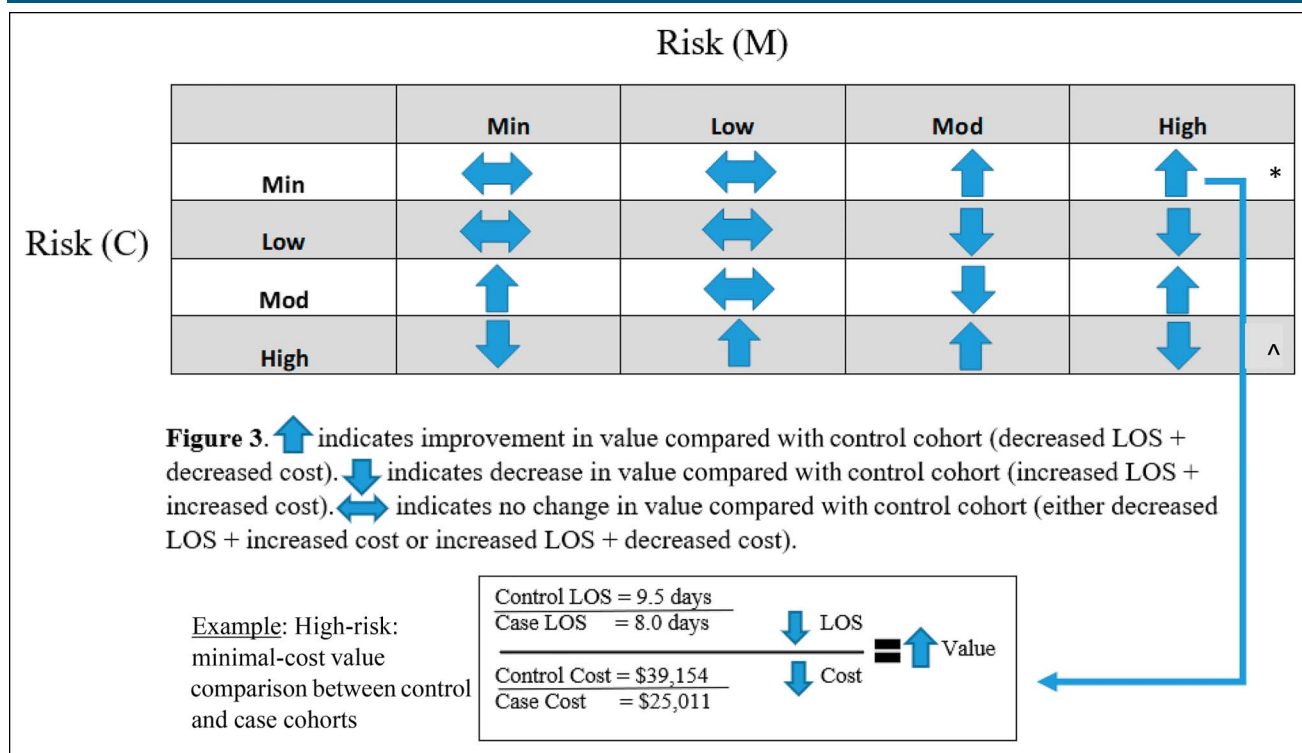 Risk (M)
Min Low Mod High
Min *
Risk (C)
Low
Mod
High ^
Figure 3. indicates improvement in value compared with control cohort (decreased LOS +
decreased cost). indicates decrease in value compared with control cohort (increased LOS +
increased cost). indicates no change in value compared with control cohort (either decreased
LOS + increased cost or increased LOS + decreased cost).
Example: High-risk:
minimal-cost value
comparison between control
and case cohorts
Control LOS = 9.5 days
Case LOS = 8.0 days
LOS
Control Cost = $39,154
Case Cost = $25,011
Cost
= Value